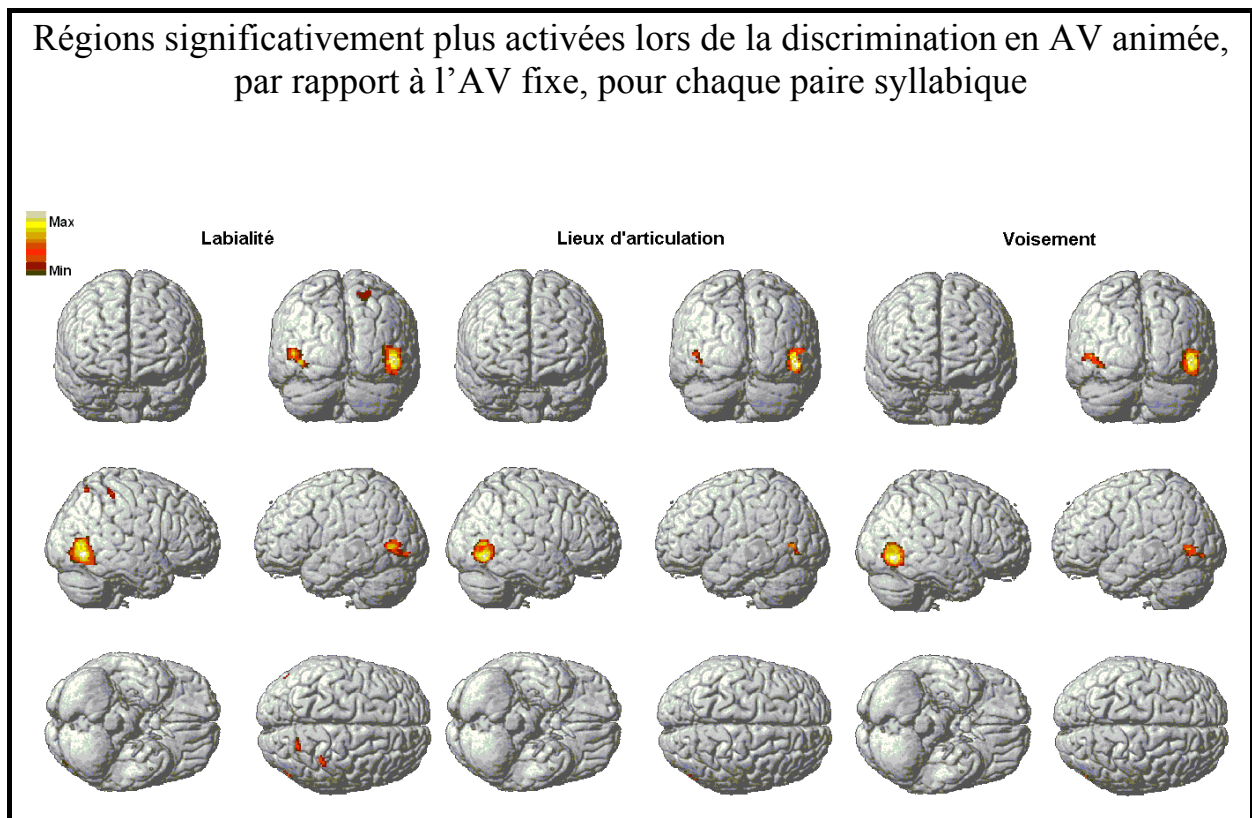 Régions significativement plus activées lors de la discrimination en AV animée,
par rapport à l’AV fixe, pour chaque paire syllabique
Max
Min
Labialité
Lieux d'articulation
Voisement